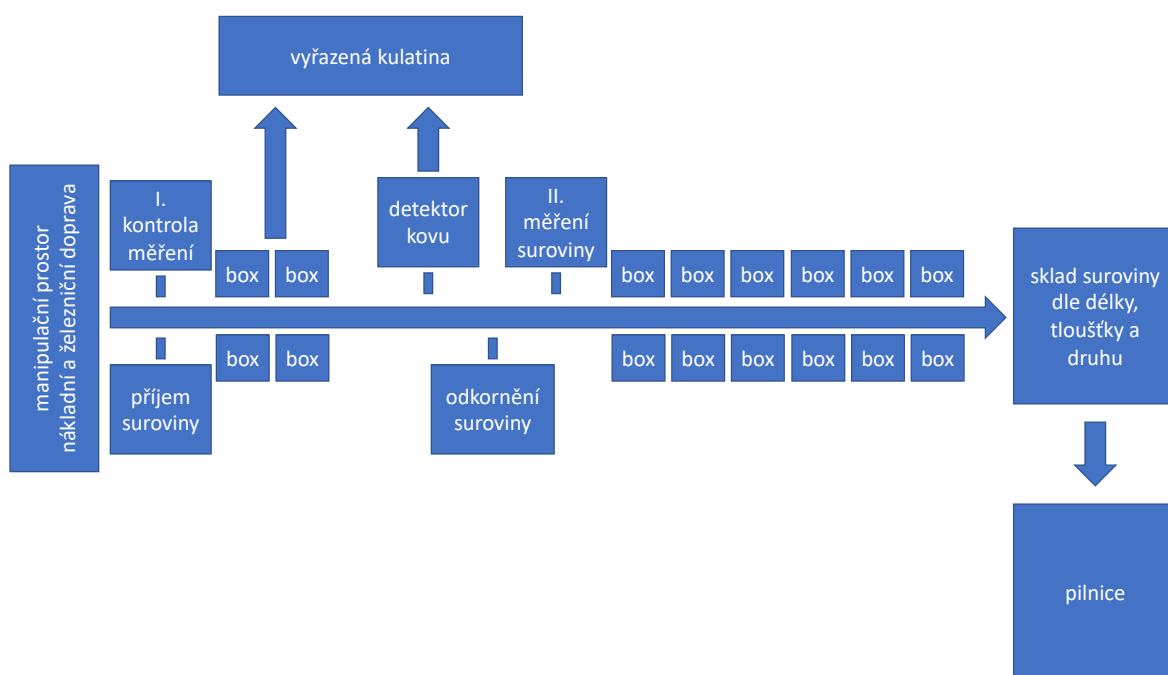 vyřazená kulatina
manipulační prostor
nákladní a železniční doprava
I.
kontrola
měření
box
box
detektor
kovu
II.
měření
suroviny
box
box
box
box
box
box
sklad suroviny
dle délky,
tloušťky a
druhu
box
box
box
box
box
box
box
box
příjem
suroviny
odkornění
suroviny
pilnice